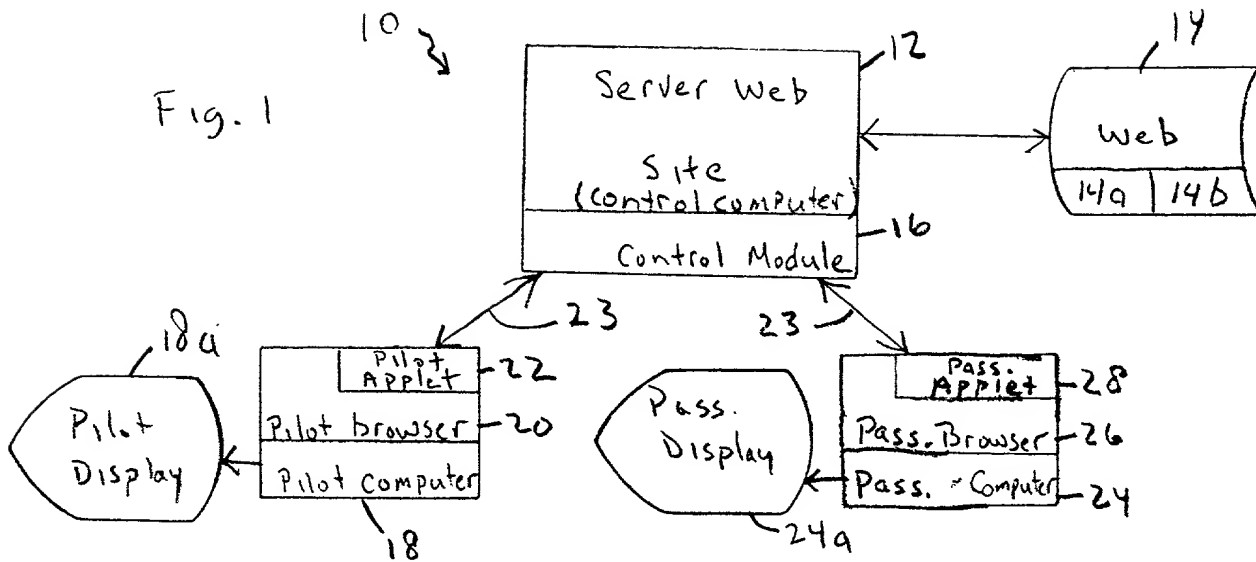 10
Fig. 1
Server Web
Site
(Control computer)
12
Control Module
16
14
Web
14a 14b
23
23
18a
Pilot
Display
Pilot
Applet
22
Pilot browser
20
Pilot Computer
18
Pass.
Display
24a
Pass.
Applet
28
Pass. Browser
26
Pass. Computer
24